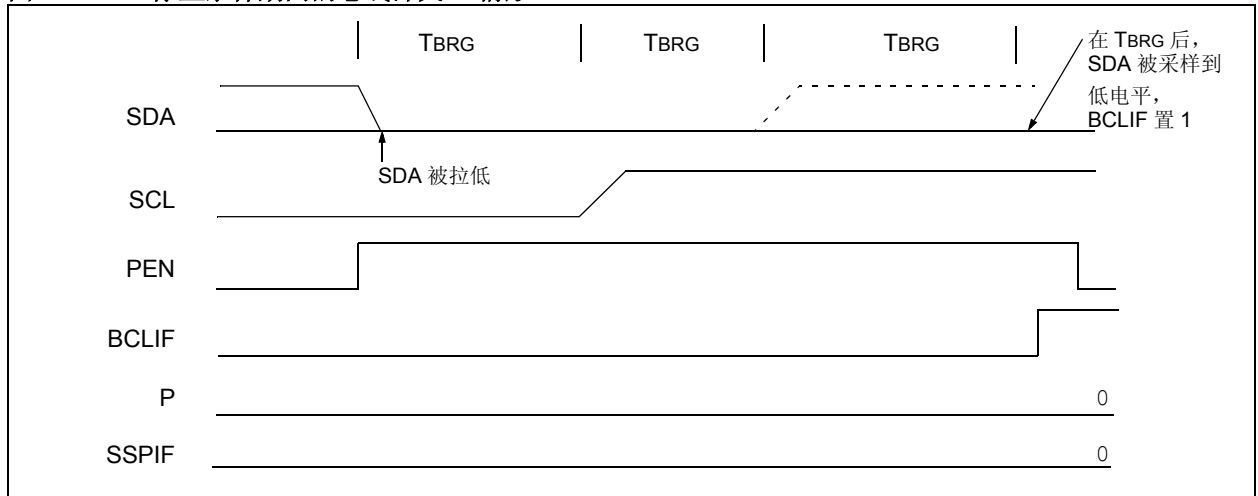 TBRG TBRG TBRG
在 TBRG 后，
SDA 被采样到
低电平，
BCLIF 置 1
SDA
SDA 被拉低
SCL
PEN
BCLIF
P 0
SSPIF 0